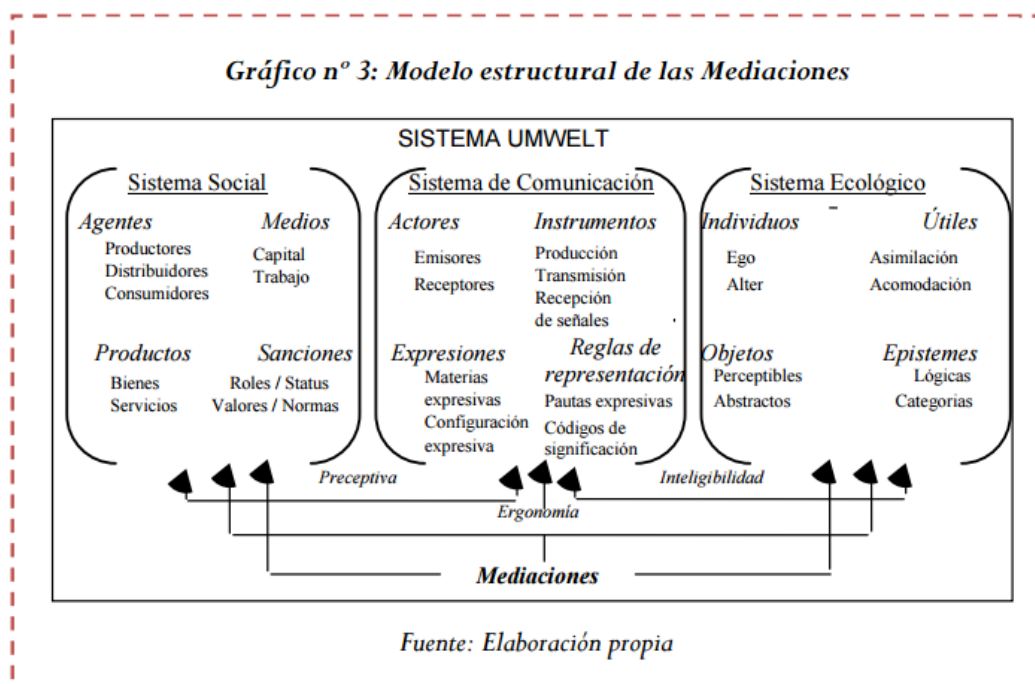 Gráfico nº 3: Modelo estructural de las Mediaciones
SISTEMA UMWELT
Sistema Social
Agentes
Productores
Distribuidores
Consumidores
Medios
Capital
Trabajo
Productos
Bienes
Servicios
Sanciones
Roles / Status
Valores / Normas
Sistema de Comunicación
Actores
Emisores
Receptores
Instrumentos
Producción
Transmisión
Recepción
de señales
Expresiones
Materias
expresivas
Configuración
expresiva
Reglas de
representación
Pautas expresivas
Códigos de
significación
Sistema Ecológico
Individuos
Ego
Alter
Útiles
Asimilación
Acomodación
Objetos
Perceptibles
Abstractos
Epistemes
Lógicas
Categorias
Preceptiva
Inteligibilidad
Ergonomía
Mediaciones
Fuente: Elaboración propia